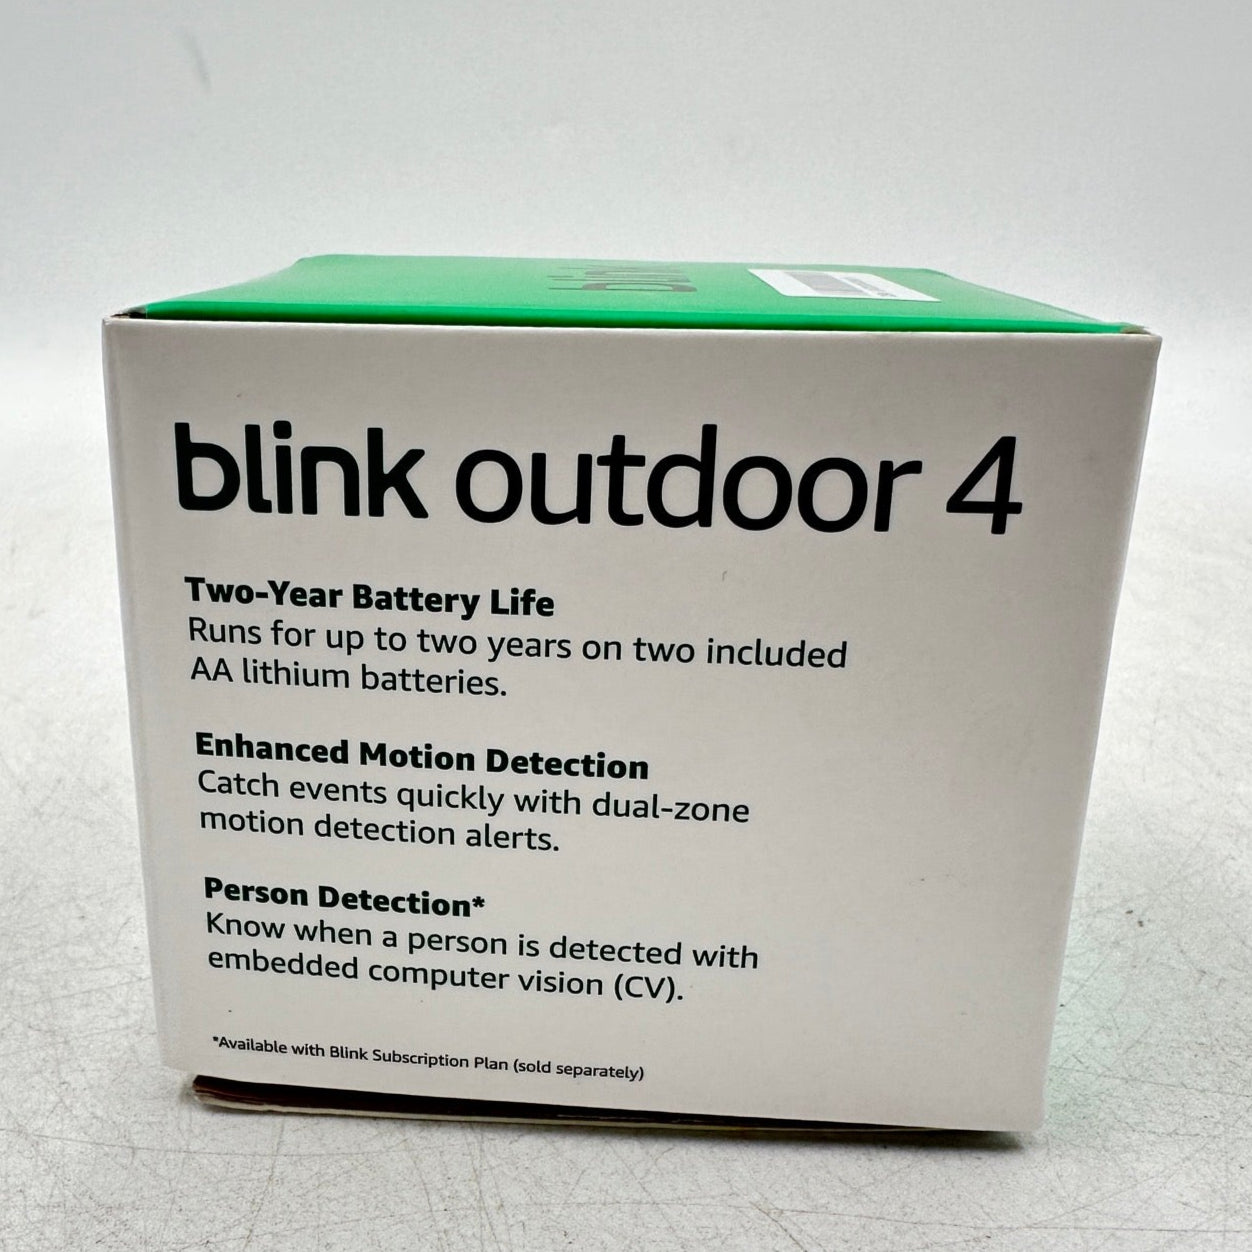 blink
blink outdoor 4
Two-Year Battery Life
Runs for up to two years on two included
AA lithium batteries.
Enhanced Motion Detection
Catch events quickly with dual-zone
motion detection alerts.
Person Detection*
Know when a person is detected with
embedded computer vision (CV).
*Available with Blink Subscription Plan (sold separately)